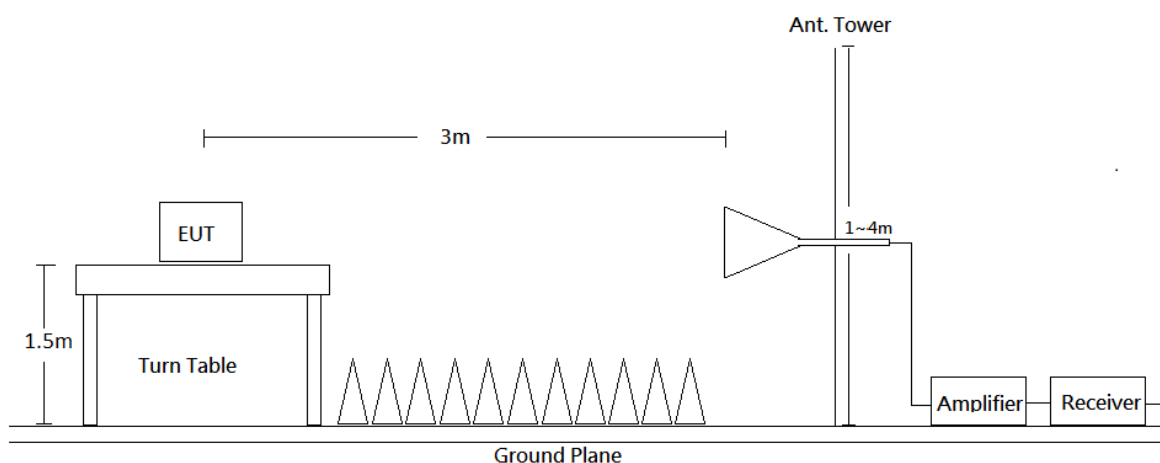 Ant. Tower
3m
EUT
1~4m
1.5m
Turn Table
Amplifier
Receiver
Ground Plane